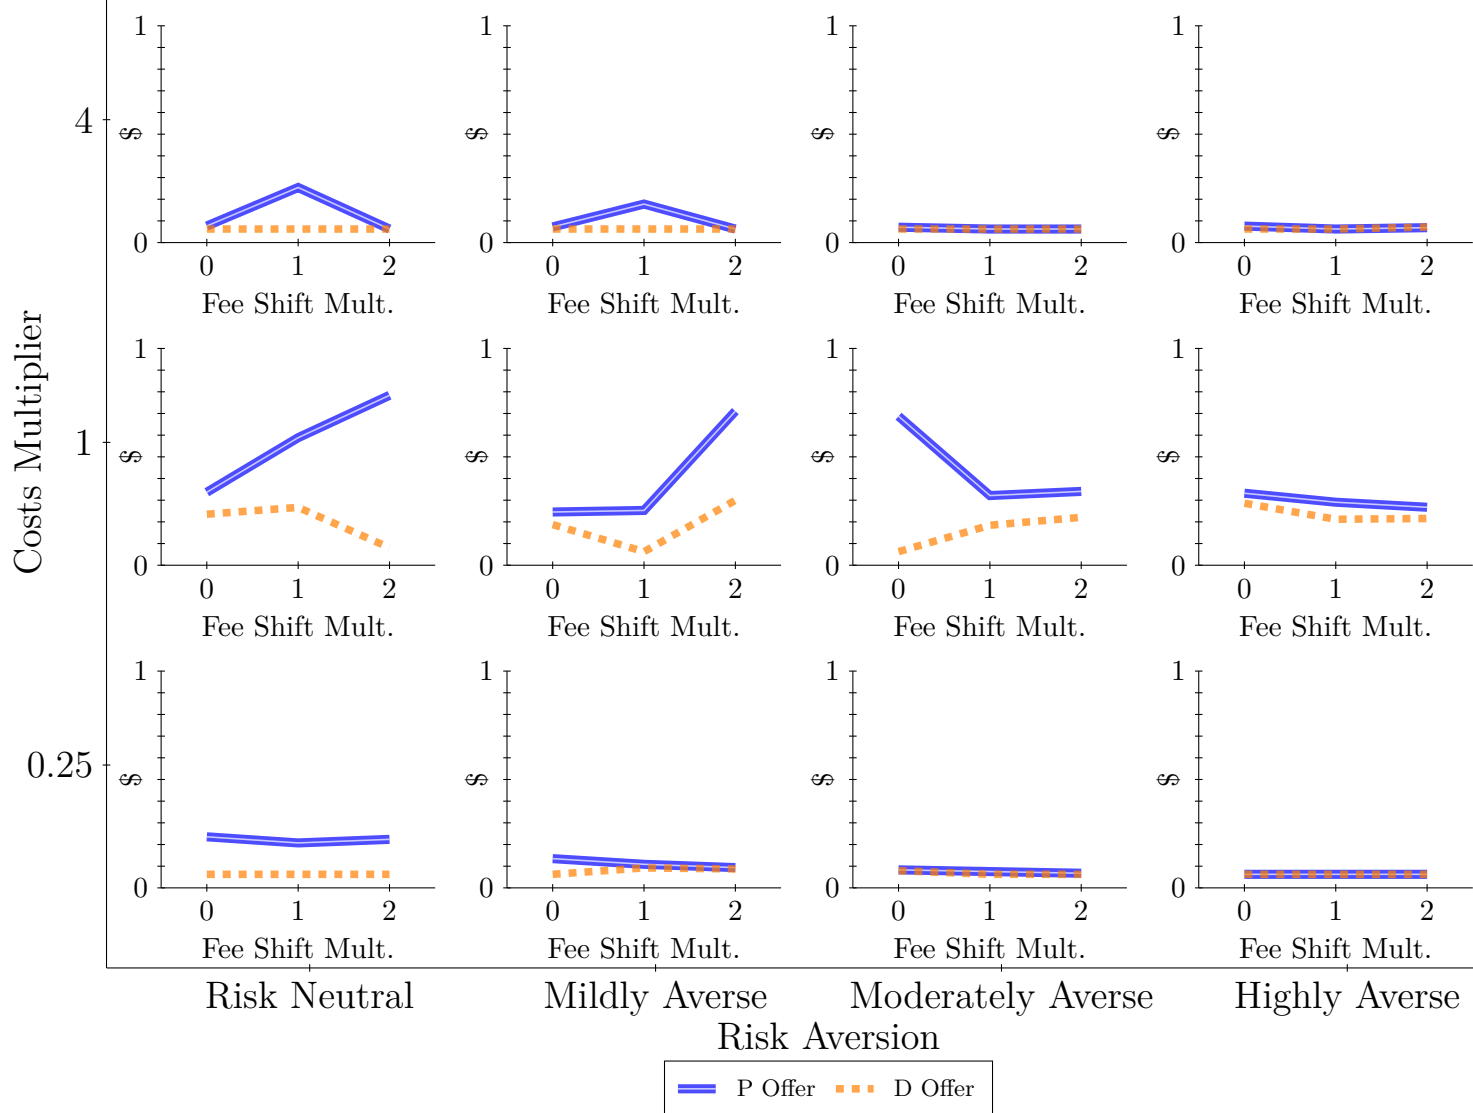 1
$
0
0 1 2
Fee Shift Mult.
1
$
0
0 1 2
Fee Shift Mult.
1
$
0
0 1 2
Fee Shift Mult.
1
$
0
0 1 2
Fee Shift Mult.
4
1
$
0
0 1 2
Fee Shift Mult.
1
$
0
0 1 2
Fee Shift Mult.
1
$
0
0 1 2
Fee Shift Mult.
1
$
0
0 1 2
Fee Shift Mult.
1
Costs Multiplier
1
$
0
0 1 2
Fee Shift Mult.
1
$
0
0 1 2
Fee Shift Mult.
1
$
0
0 1 2
Fee Shift Mult.
1
$
0
0 1 2
Fee Shift Mult.
0.25
Risk Neutral Mildly Averse Moderately Averse Highly Averse
Risk Aversion
P Offer D Offer